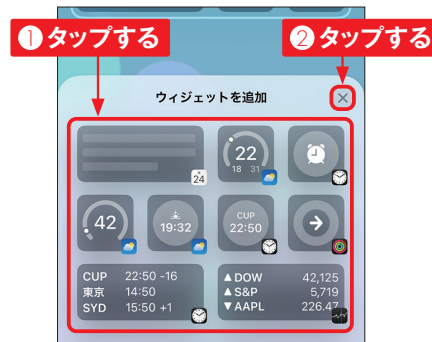 ① タップする
② タップする
ウィジェットを追加
24
22
18 31
42
19:32
CUP
22:50
CUP 22:50 -16
東京 14:50
SYD 15:50 +1
▲DOW 42,125
▲S&P 5,719
▼AAPL 226.47